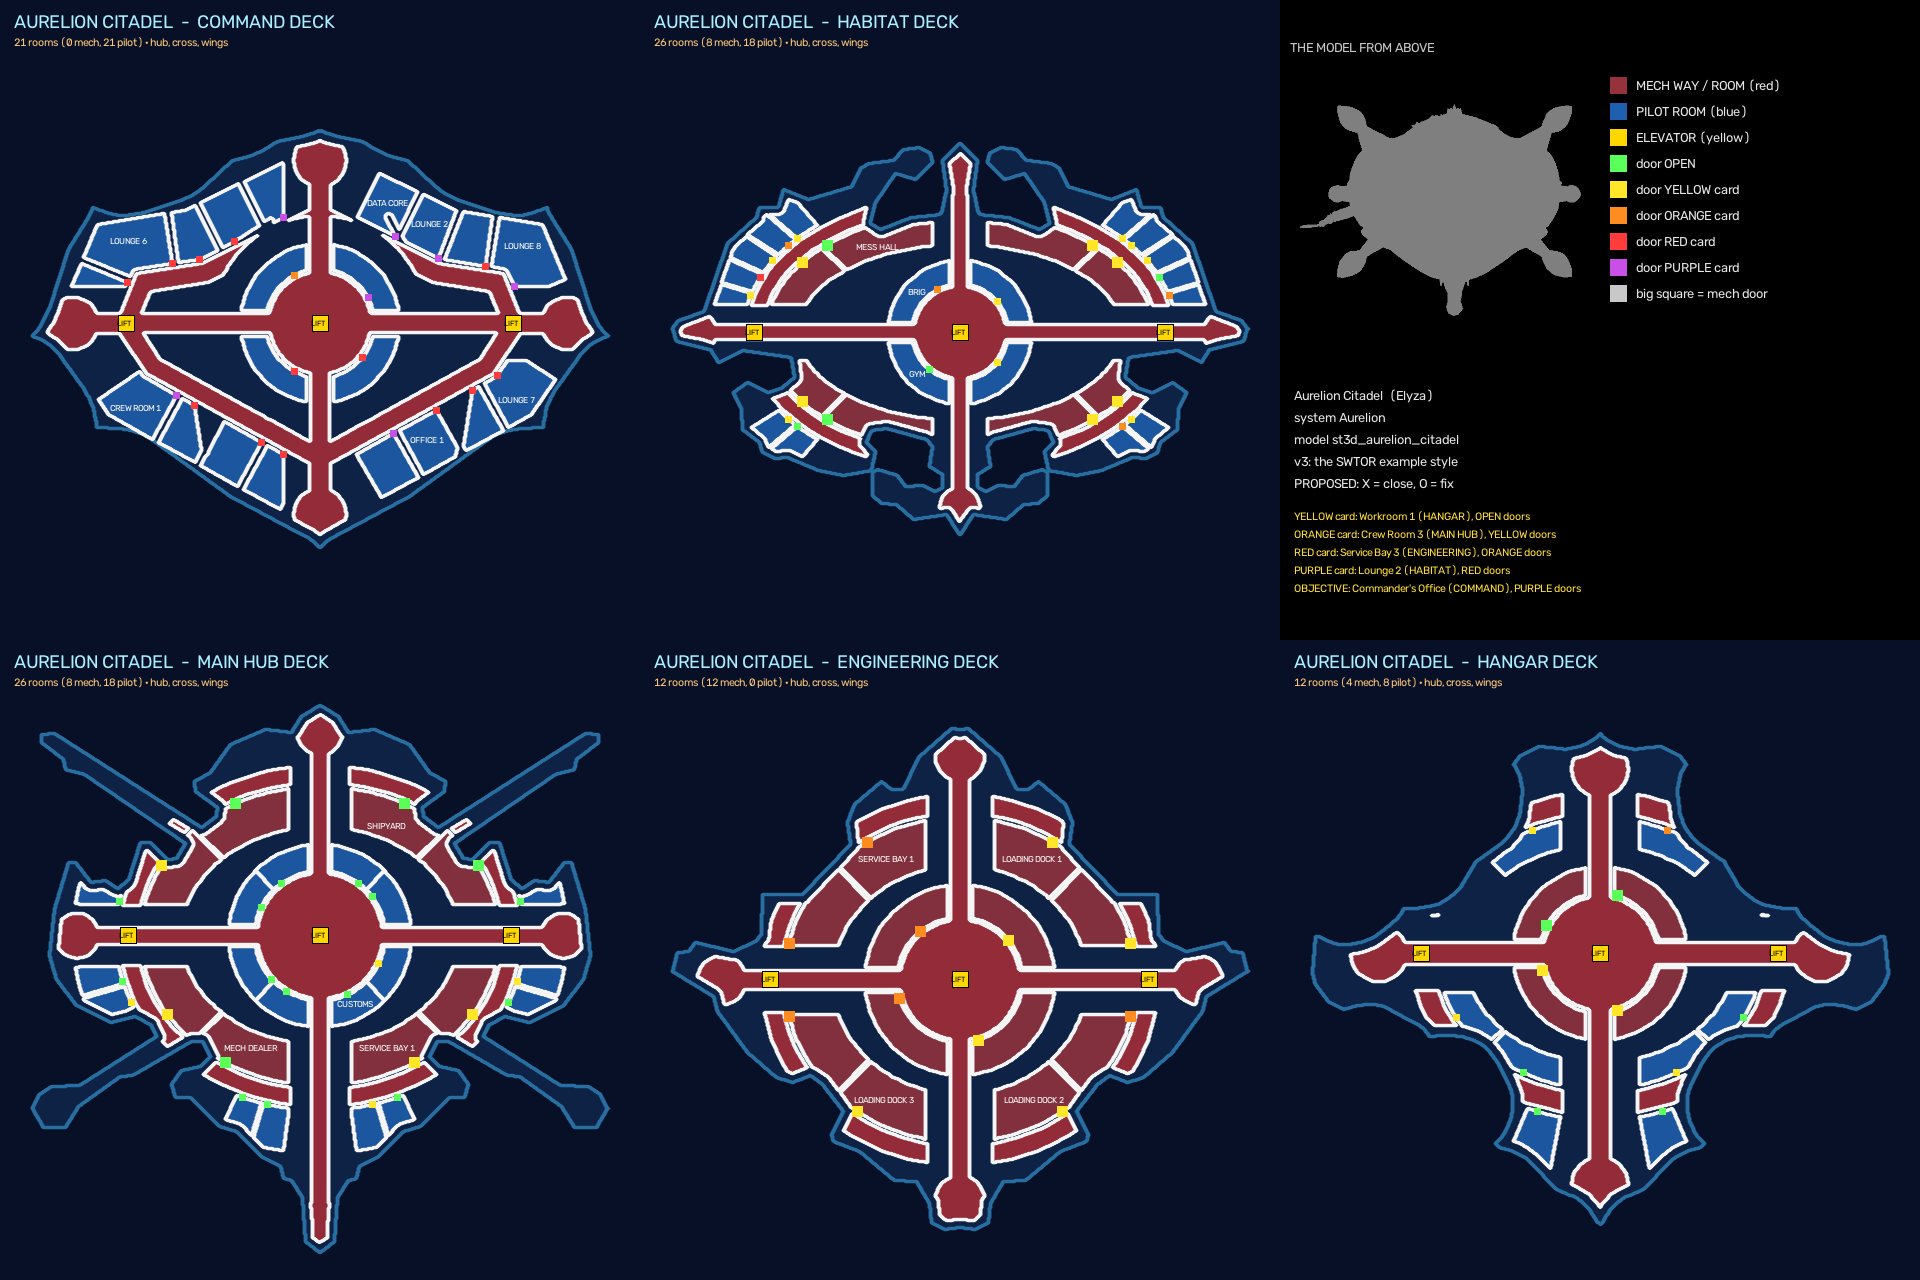 AURELION CITADEL - COMMAND DECK
21 rooms (0 mech, 21 pilot) • hub, cross, wings
DATA CORE
LOUNGE 2
LOUNGE 6
LOUNGE 8
LIFT
LIFT
LIFT
LOUNGE 7
CREW ROOM 1
OFFICE 1
AURELION CITADEL - HABITAT DECK
26 rooms (8 mech, 18 pilot) • hub, cross, wings
MESS HALL
BRIG
LIFT
LIFT
LIFT
GYM
THE MODEL FROM ABOVE
MECH WAY / ROOM (red)
PILOT ROOM (blue)
ELEVATOR (yellow)
door OPEN
door YELLOW card
door ORANGE card
door RED card
door PURPLE card
big square = mech door
Aurelion Citadel (Elyza)
system Aurelion
model st3d_aurelion_citadel
v3: the SWTOR example style
PROPOSED: X = close, O = fix
YELLOW card: Workroom 1 (HANGAR), OPEN doors
ORANGE card: Crew Room 3 (MAIN HUB), YELLOW doors
RED card: Service Bay 3 (ENGINEERING), ORANGE doors
PURPLE card: Lounge 2 (HABITAT), RED doors
OBJECTIVE: Commander's Office (COMMAND), PURPLE doors
AURELION CITADEL - MAIN HUB DECK
26 rooms (8 mech, 18 pilot) • hub, cross, wings
SHIPYARD
LIFT
LIFT
LIFT
CUSTOMS
MECH DEALER
SERVICE BAY 1
AURELION CITADEL - ENGINEERING DECK
12 rooms (12 mech, 0 pilot) • hub, cross, wings
SERVICE BAY 1
LOADING DOCK 1
LIFT
LIFT
LIFT
LOADING DOCK 3
LOADING DOCK 2
AURELION CITADEL - HANGAR DECK
12 rooms (4 mech, 8 pilot) • hub, cross, wings
LIFT
LIFT
LIFT